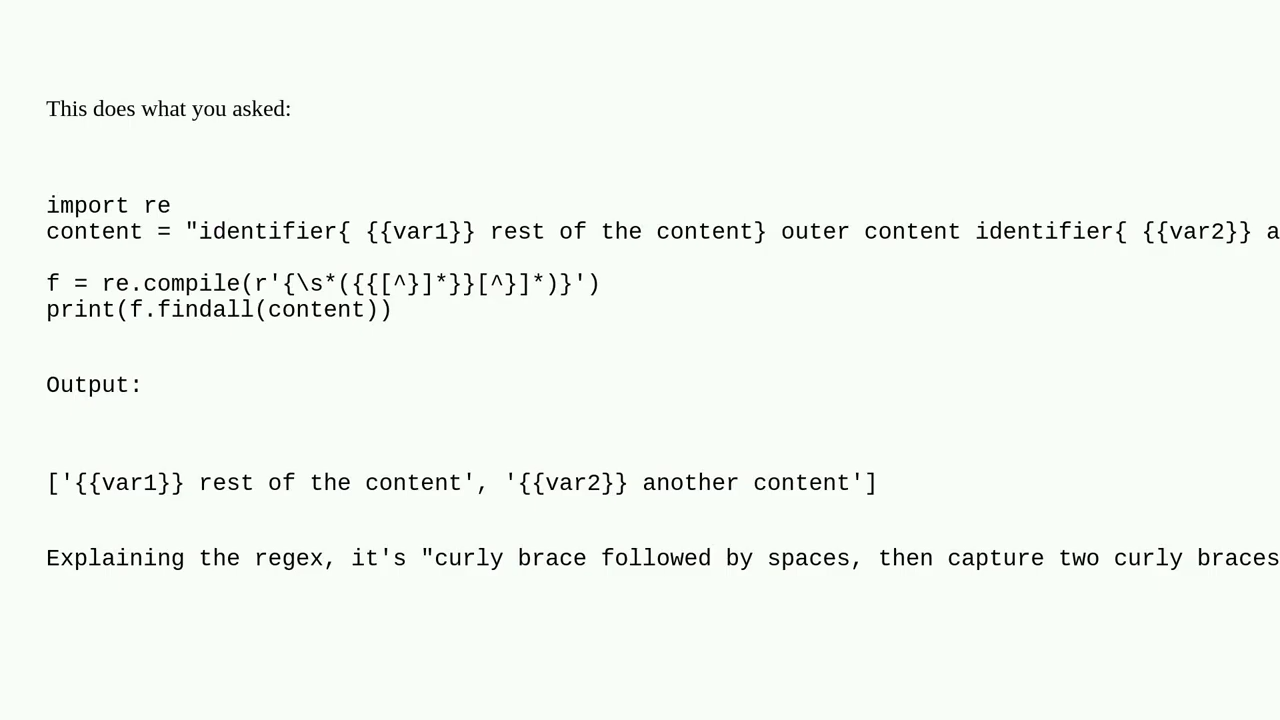 This does what you asked:
import re
content = "identifier{ {{var1}} rest of the content} outer content identifier{ {{var2}} a
f = re.compile(r'{\s*({{[^}]*}}[^}]*)}')
print(f.findall(content))
Output:
['{{var1}} rest of the content', '{{var2}} another content']
Explaining the regex, it's "curly brace followed by spaces, then capture two curly braces